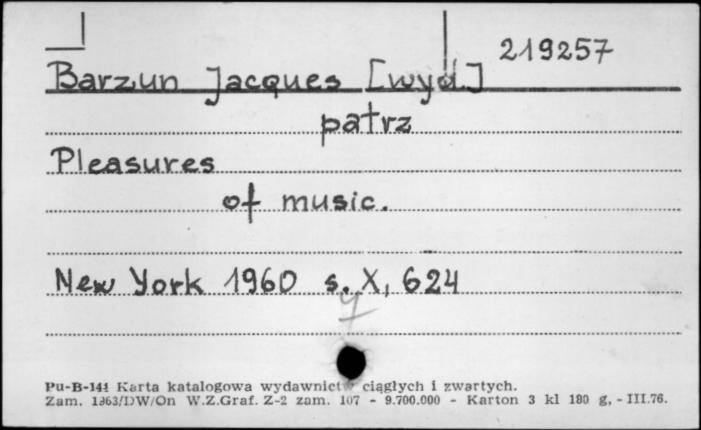 219257
Barzun Jacques [wyd.]
patrz
Pleasures
of music.
New York 1960 s. X, 624
Pu-B-141 Karta katalogowa wydawnictw ciągłych i zwartych.
Zam. 1363/DW/On W.Z.Graf. Z-2 zam. 107 - 9.700.000 - Karton 3 kl 180 g, - III.76.